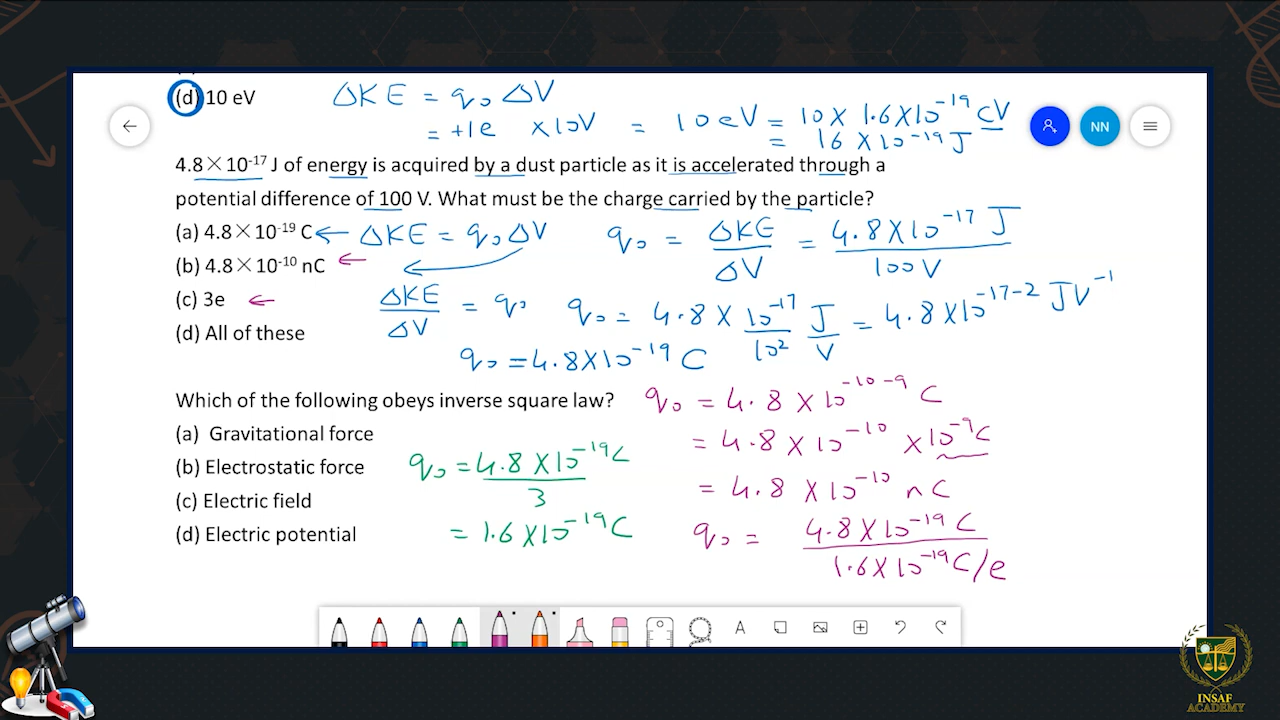 (d) 10 eV
ΔKE = q₀ ΔV
= +1e ×10V = 10 eV = 10 × 1.6×10⁻¹⁹ CV
= 16 ×10⁻¹⁹ J
NN
4.8×10⁻¹⁷ J of energy is acquired by a dust particle as it is accelerated through a
potential difference of 100 V. What must be the charge carried by the particle?
(a) 4.8×10⁻¹⁹ C ← ΔKE = q₀ΔV q₀ = ΔKE/ΔV = 4.8×10⁻¹⁷ J/100V
(b) 4.8×10⁻¹⁰ nC ←
(c) 3e ← ΔKE/ΔV = q₀ q₀ = 4.8 × 10⁻¹⁷/10² J/V = 4.8×10⁻¹⁷⁻² JV⁻¹
(d) All of these
q₀ = 4.8×10⁻¹⁹ C
Which of the following obeys inverse square law?
q₀ = 4.8 × 10⁻¹⁰⁻⁹ C
(a) Gravitational force
= 4.8 × 10⁻¹⁰ × 10⁻⁹C
(b) Electrostatic force
q₀ = 4.8 ×10⁻¹⁹C/3
= 4.8 × 10⁻¹⁰ nC
(c) Electric field
(d) Electric potential
= 1.6 ×10⁻¹⁹ C
q₀ = 4.8×10⁻¹⁹ C/1.6×10⁻¹⁹ C/e
A
INSAF
ACADEMY